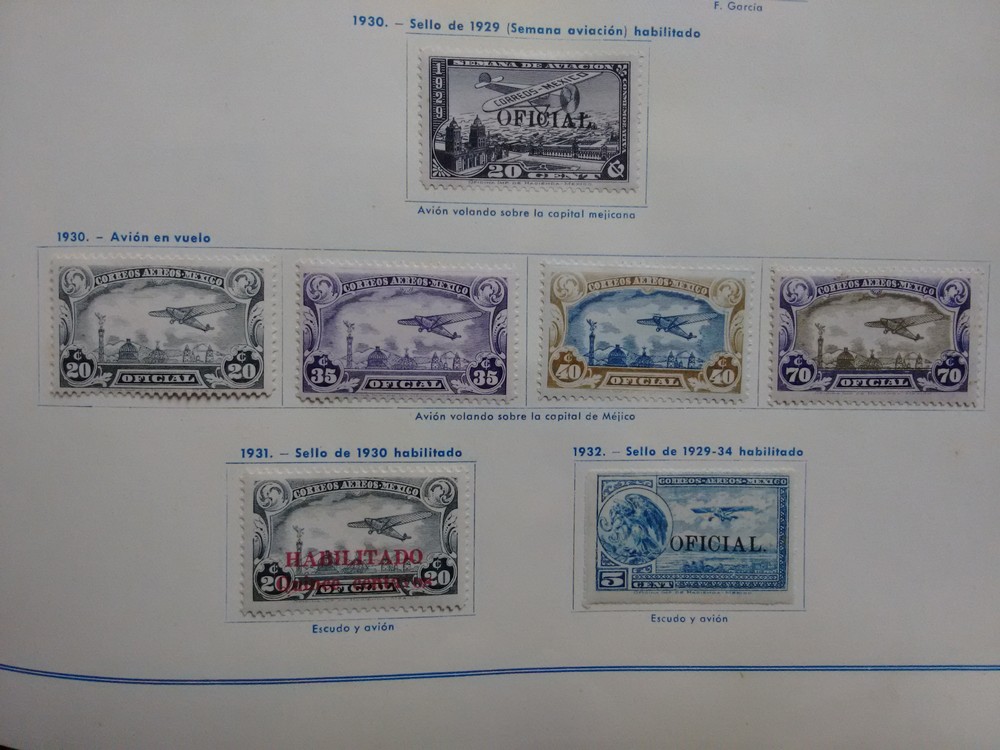 F. García
1930. – Sello de 1929 (Semana aviación) habilitado
SEMANA DE AVIACION
1929
CORREOS-MEXICO
OFICIAL.
20 CENT
Avión volando sobre la capital mejicana
1930. – Avión en vuelo
CORREOS AEREOS·MEXICO
20 ¢ OFICIAL ¢ 20
CORREOS AEREOS·MEXICO
35 ¢ OFICIAL ¢ 35
CORREOS AEREOS·MEXICO
40 ¢ OFICIAL ¢ 40
CORREOS AEREOS·MEXICO
70 ¢ OFICIAL ¢ 70
Avión volando sobre la capital de Méjico
1931. – Sello de 1930 habilitado
CORREOS AEREOS·MEXICO
HABILITADO
Quince centavos
20 ¢ OFICIAL ¢ 20
Escudo y avión
1932. – Sello de 1929-34 habilitado
CORREOS-AEREOS-MEXICO
OFICIAL.
5 CENT
Escudo y avión